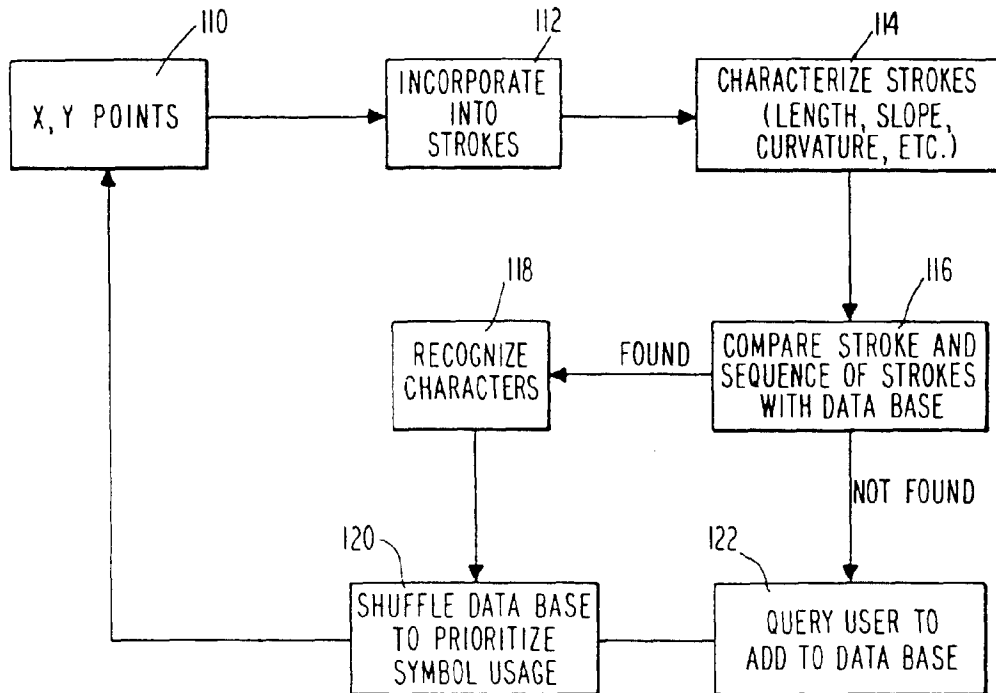 110
X, Y POINTS
112
INCORPORATE
INTO
STROKES
114
CHARACTERIZE STROKES
(LENGTH, SLOPE,
CURVATURE, ETC.)
116
COMPARE STROKE AND
SEQUENCE OF STROKES
WITH DATA BASE
FOUND
118
RECOGNIZE
CHARACTERS
NOT FOUND
120
SHUFFLE DATA BASE
TO PRIORITIZE
SYMBOL USAGE
122
QUERY USER TO
ADD TO DATA BASE